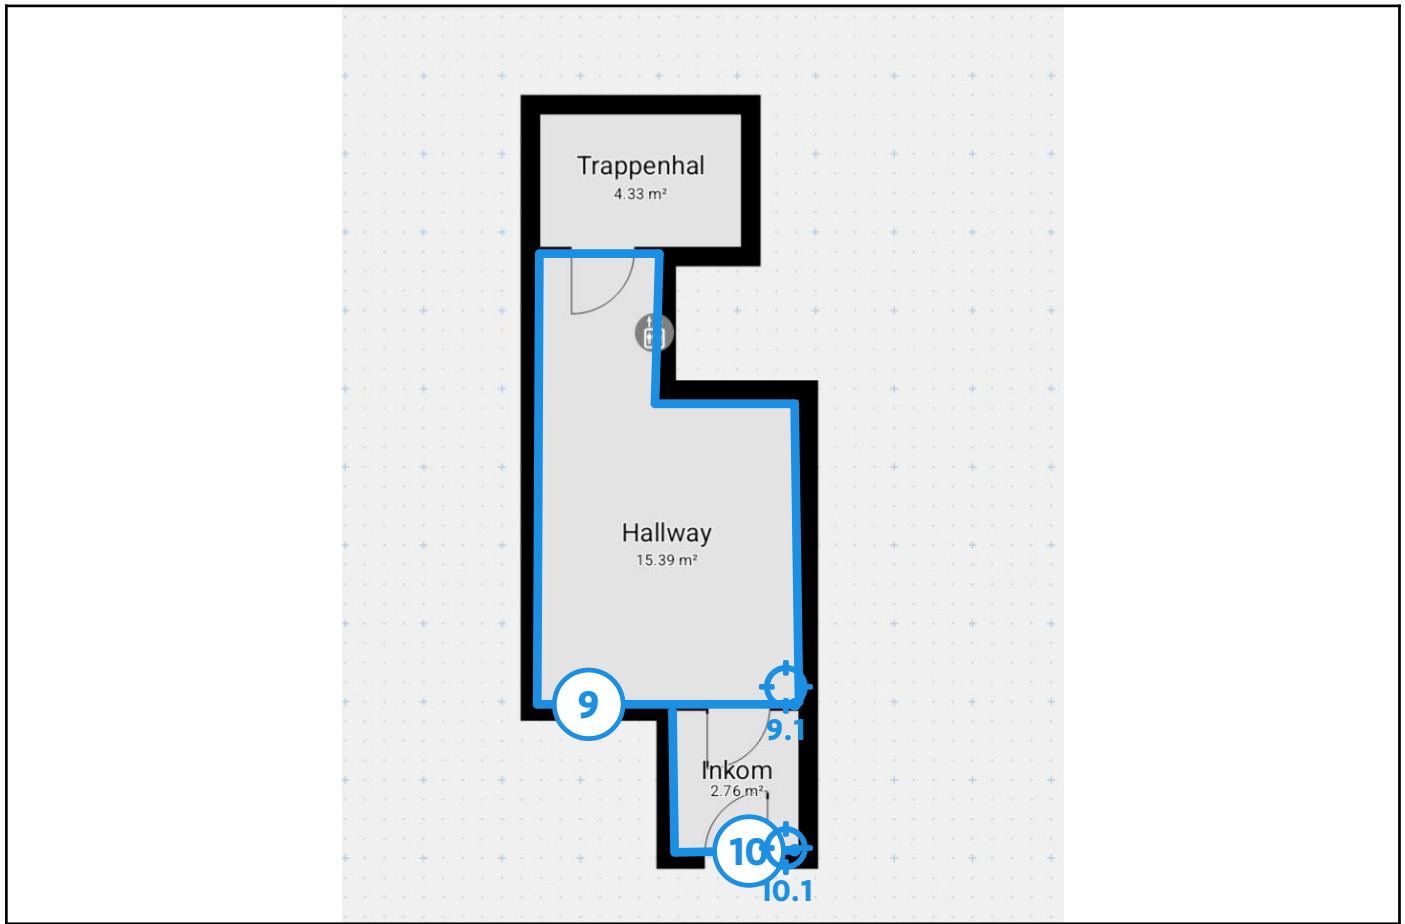 Trappenhal
4.33 m²
Hallway
15.39 m²
9
9.1
Inkom
2.76 m²
10
10.1